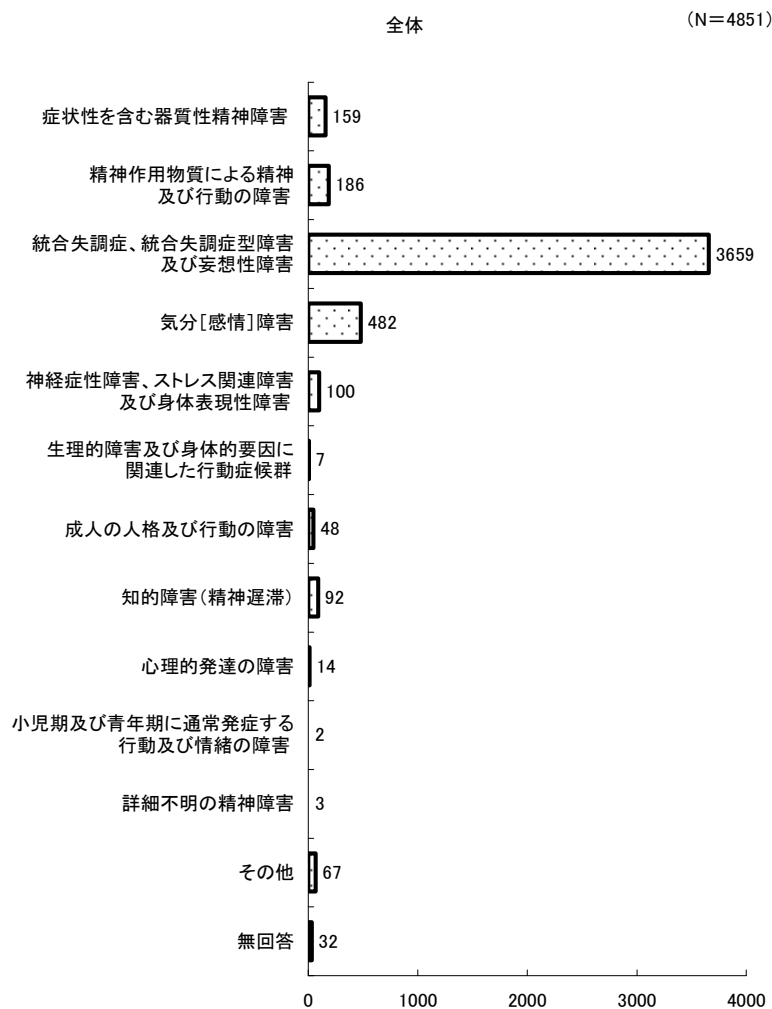 全体
(N=4851)
症状性を含む器質性精神障害
159
精神作用物質による精神
及び行動の障害
186
統合失調症、統合失調症型障害
及び妄想性障害
3659
気分[感情]障害
482
神経症性障害、ストレス関連障害
及び身体表現性障害
100
生理的障害及び身体的要因に
関連した行動症候群
7
成人の人格及び行動の障害
48
知的障害(精神遅滞)
92
心理的発達の障害
14
小児期及び青年期に通常発症する
行動及び情緒の障害
2
詳細不明の精神障害
3
その他
67
無回答
32
0 1000 2000 3000 4000